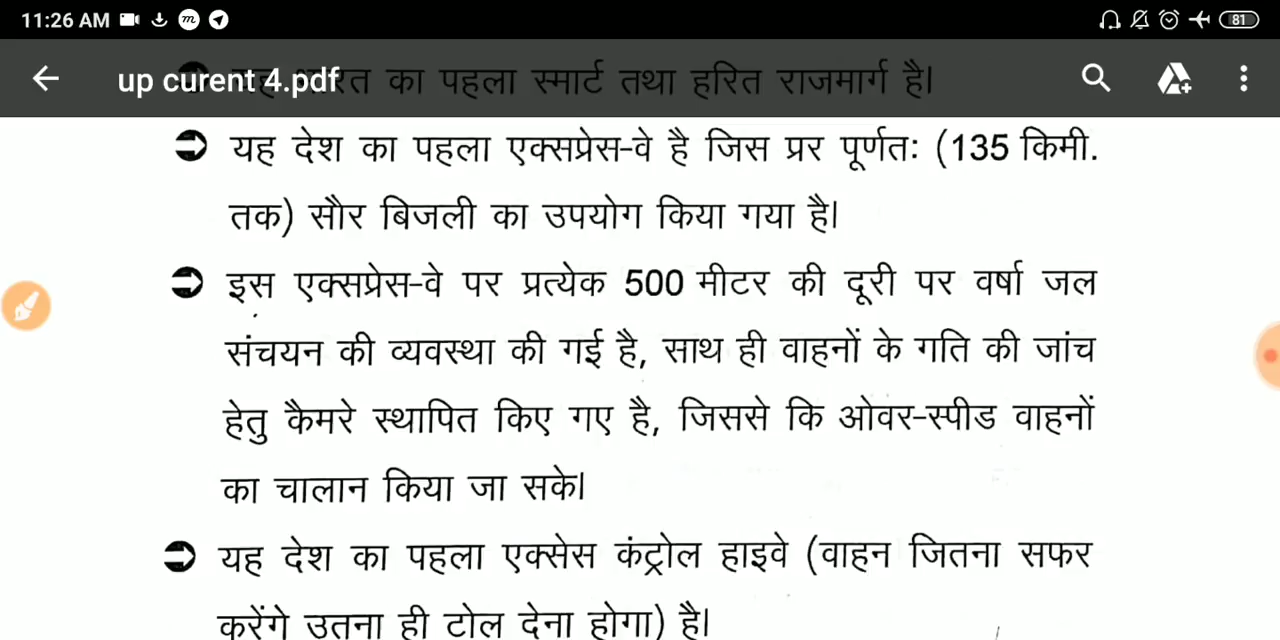 11:26 AM 81
up curent 4.pdf
यह भारत का पहला स्मार्ट तथा हरित राजमार्ग है।
यह देश का पहला एक्सप्रेस-वे है जिस प्रर पूर्णतः (135 किमी.
तक) सौर बिजली का उपयोग किया गया है।
इस एक्सप्रेस-वे पर प्रत्येक 500 मीटर की दूरी पर वर्षा जल
संचयन की व्यवस्था की गई है, साथ ही वाहनों के गति की जांच
हेतु कैमरे स्थापित किए गए है, जिससे कि ओवर-स्पीड वाहनों
का चालान किया जा सके।
यह देश का पहला एक्सेस कंट्रोल हाइवे (वाहन जितना सफर
करेंगे उतना ही टोल देना होगा) है।